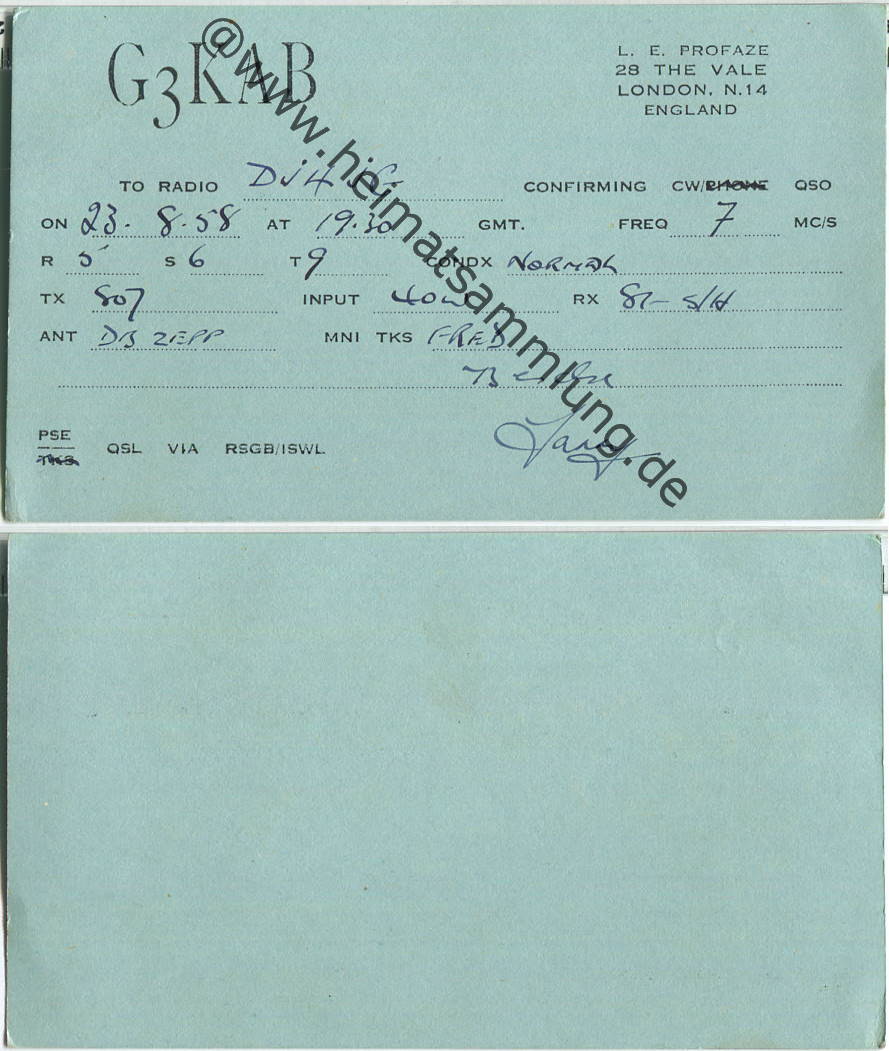 G3KAB
L. E. PROFAZE
28 THE VALE
LONDON, N.14
ENGLAND
TO RADIO DJ4 CONFIRMING CW/PHONE QSO
ON 23. 8.58 AT 19.30 GMT. FREQ 7 MC/S
R 5 S 6 T 9 CONDX NORMAL
TX 807 INPUT 40W RX S/H
ANT DB ZEPP MNI TKS FRED
PSE
TKS QSL VIA RSGB/ISWL
@www.heimatsammlung.de